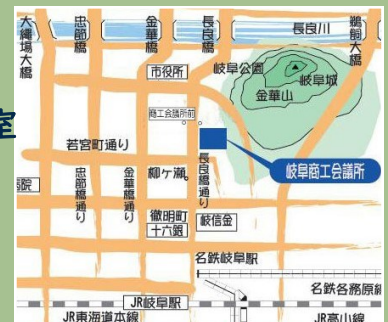 大縄場大橋
忠節橋
金華橋
長良橋
長良川
鵜飼大橋
市役所
岐阜公園
岐阜城
金華山
商工会議所前
室
若宮町通り
岐阜商工会議所
柳ヶ瀬
長良橋通り
忠節橋通り
金華橋通り
病院
徹明町
十六銀
岐信金
名鉄岐阜駅
名鉄各務原線
JR岐阜駅
JR東海道本線
JR高山線